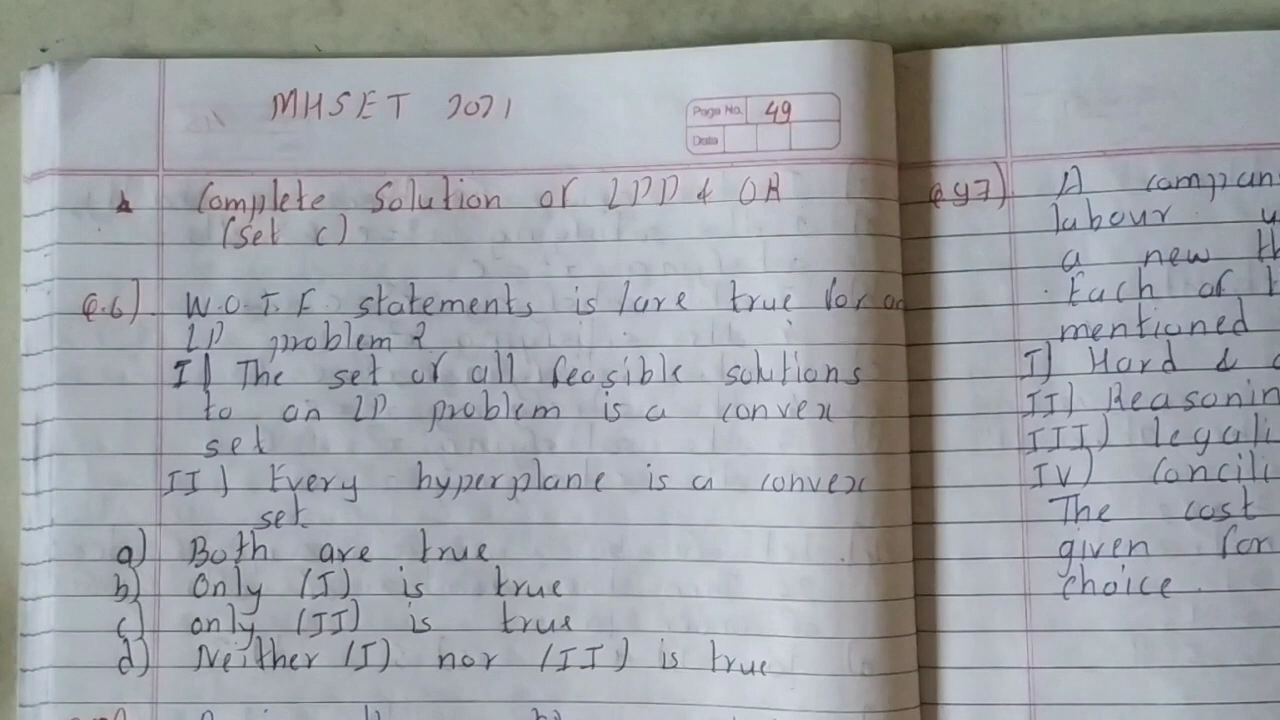 MHSET 2021
Page No. 49
Date
Complete Solution of LPP & OR
(Set C)
Q.6) W.O.T.F. statements is/are true for an
LP problem?
I) The set of all feasible solutions
to an LP problem is a convex
set
II) Every hyperplane is a convex
set
a) Both are true
b) Only (I) is true
c) only (II) is true
d) Neither (I) nor (II) is true
Q.47) A compan
labour
a new th
Each of
mentioned
I) Hard &
II) Reasonin
III) legali
IV) Concili
The cost
given for
choice.